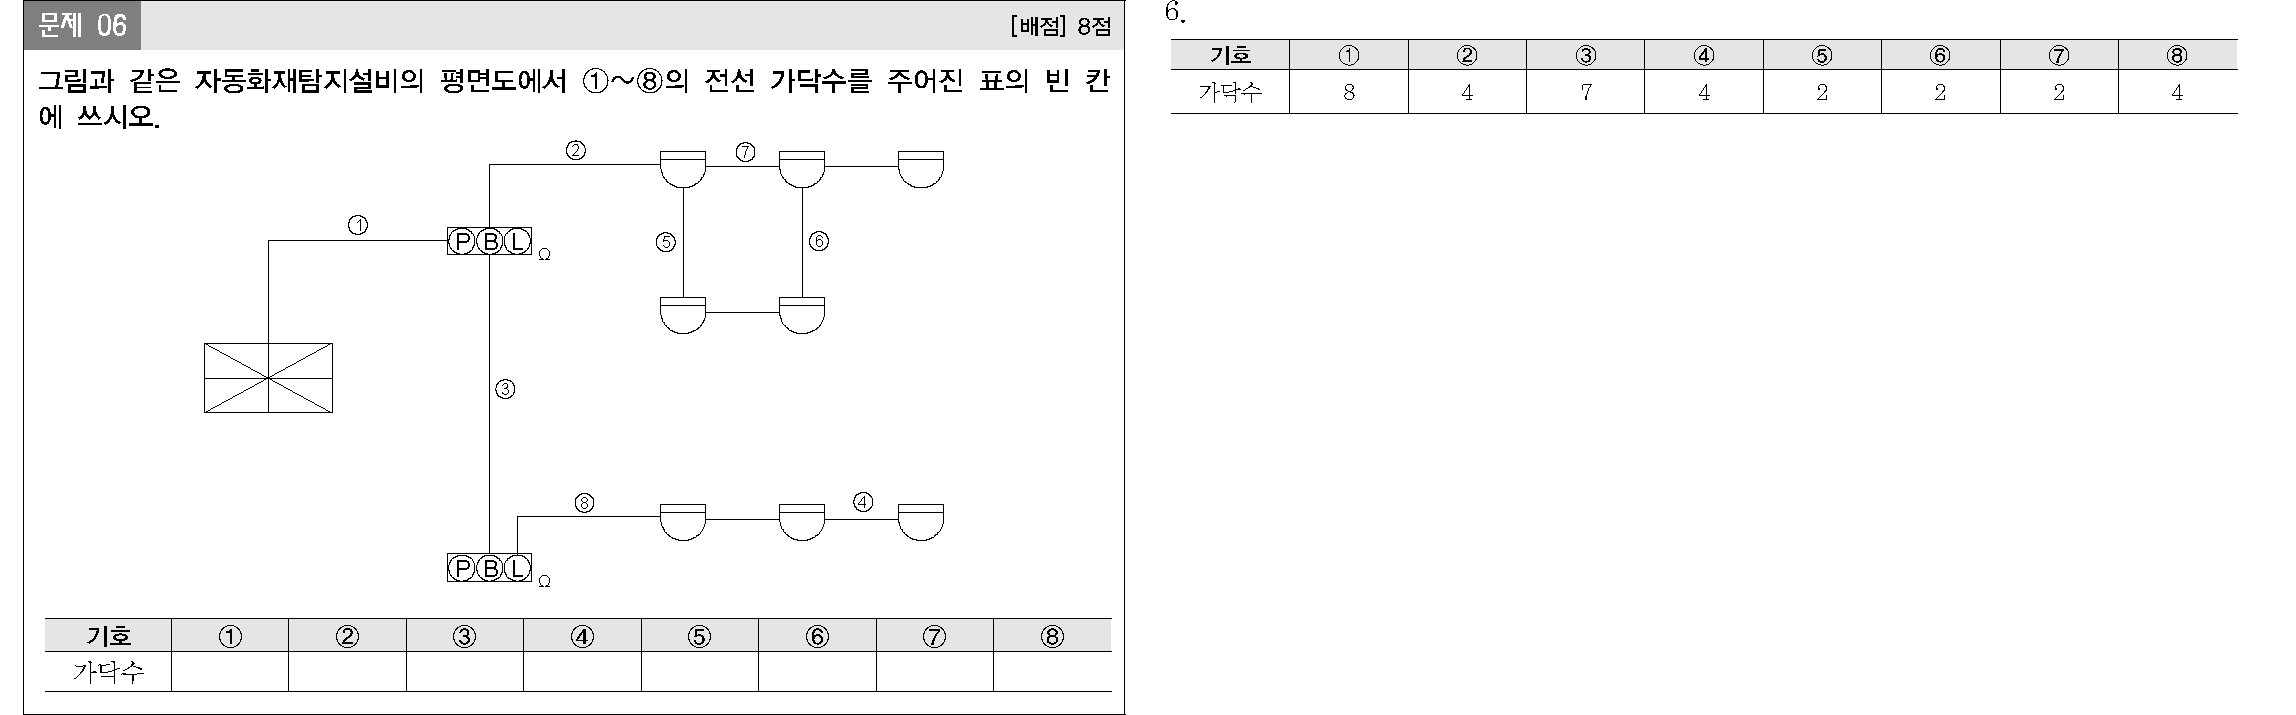 문제 06
[배점] 8점
그림과 같은 자동화재탐지설비의 평면도에서 ①~⑧의 전선 가닥수를 주어진 표의 빈 칸
에 쓰시오.
② ⑦
①
Ⓟ Ⓑ Ⓛ Ω
⑤ ⑥
③
⑧ ④
Ⓟ Ⓑ Ⓛ Ω
기호 ① ② ③ ④ ⑤ ⑥ ⑦ ⑧
가닥수
6.
기호 ① ② ③ ④ ⑤ ⑥ ⑦ ⑧
가닥수 8 4 7 4 2 2 2 4